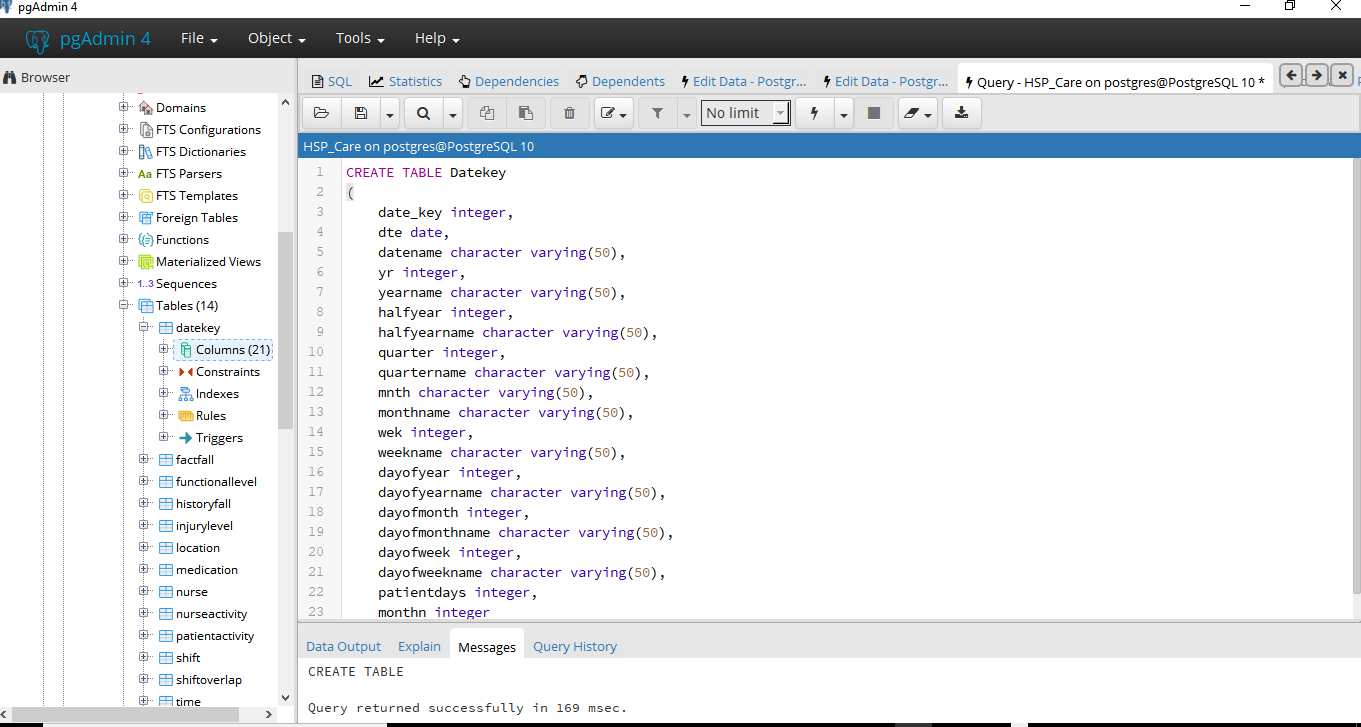 pgAdmin 4
pgAdmin 4 File Object Tools Help
Browser
Domains
FTS Configurations
FTS Dictionaries
Aa FTS Parsers
FTS Templates
Foreign Tables
Functions
Materialized Views
1..3 Sequences
Tables (14)
datekey
Columns (21)
Constraints
Indexes
Rules
Triggers
factfall
functionallevel
historyfall
injurylevel
location
medication
nurse
nurseactivity
patientactivity
shift
shiftoverlap
time
SQL Statistics Dependencies Dependents Edit Data - Postgr... Edit Data - Postgr... Query - HSP_Care on postgres@PostgreSQL 10 *
No limit
HSP_Care on postgres@PostgreSQL 10
1 CREATE TABLE Datekey
2 (
3 date_key integer,
4 dte date,
5 datename character varying(50),
6 yr integer,
7 yearname character varying(50),
8 halfyear integer,
9 halfyearname character varying(50),
10 quarter integer,
11 quartername character varying(50),
12 mnth character varying(50),
13 monthname character varying(50),
14 wek integer,
15 weekname character varying(50),
16 dayofyear integer,
17 dayofyearname character varying(50),
18 dayofmonth integer,
19 dayofmonthname character varying(50),
20 dayofweek integer,
21 dayofweekname character varying(50),
22 patientdays integer,
23 monthn integer
Data Output Explain Messages Query History
CREATE TABLE
Query returned successfully in 169 msec.